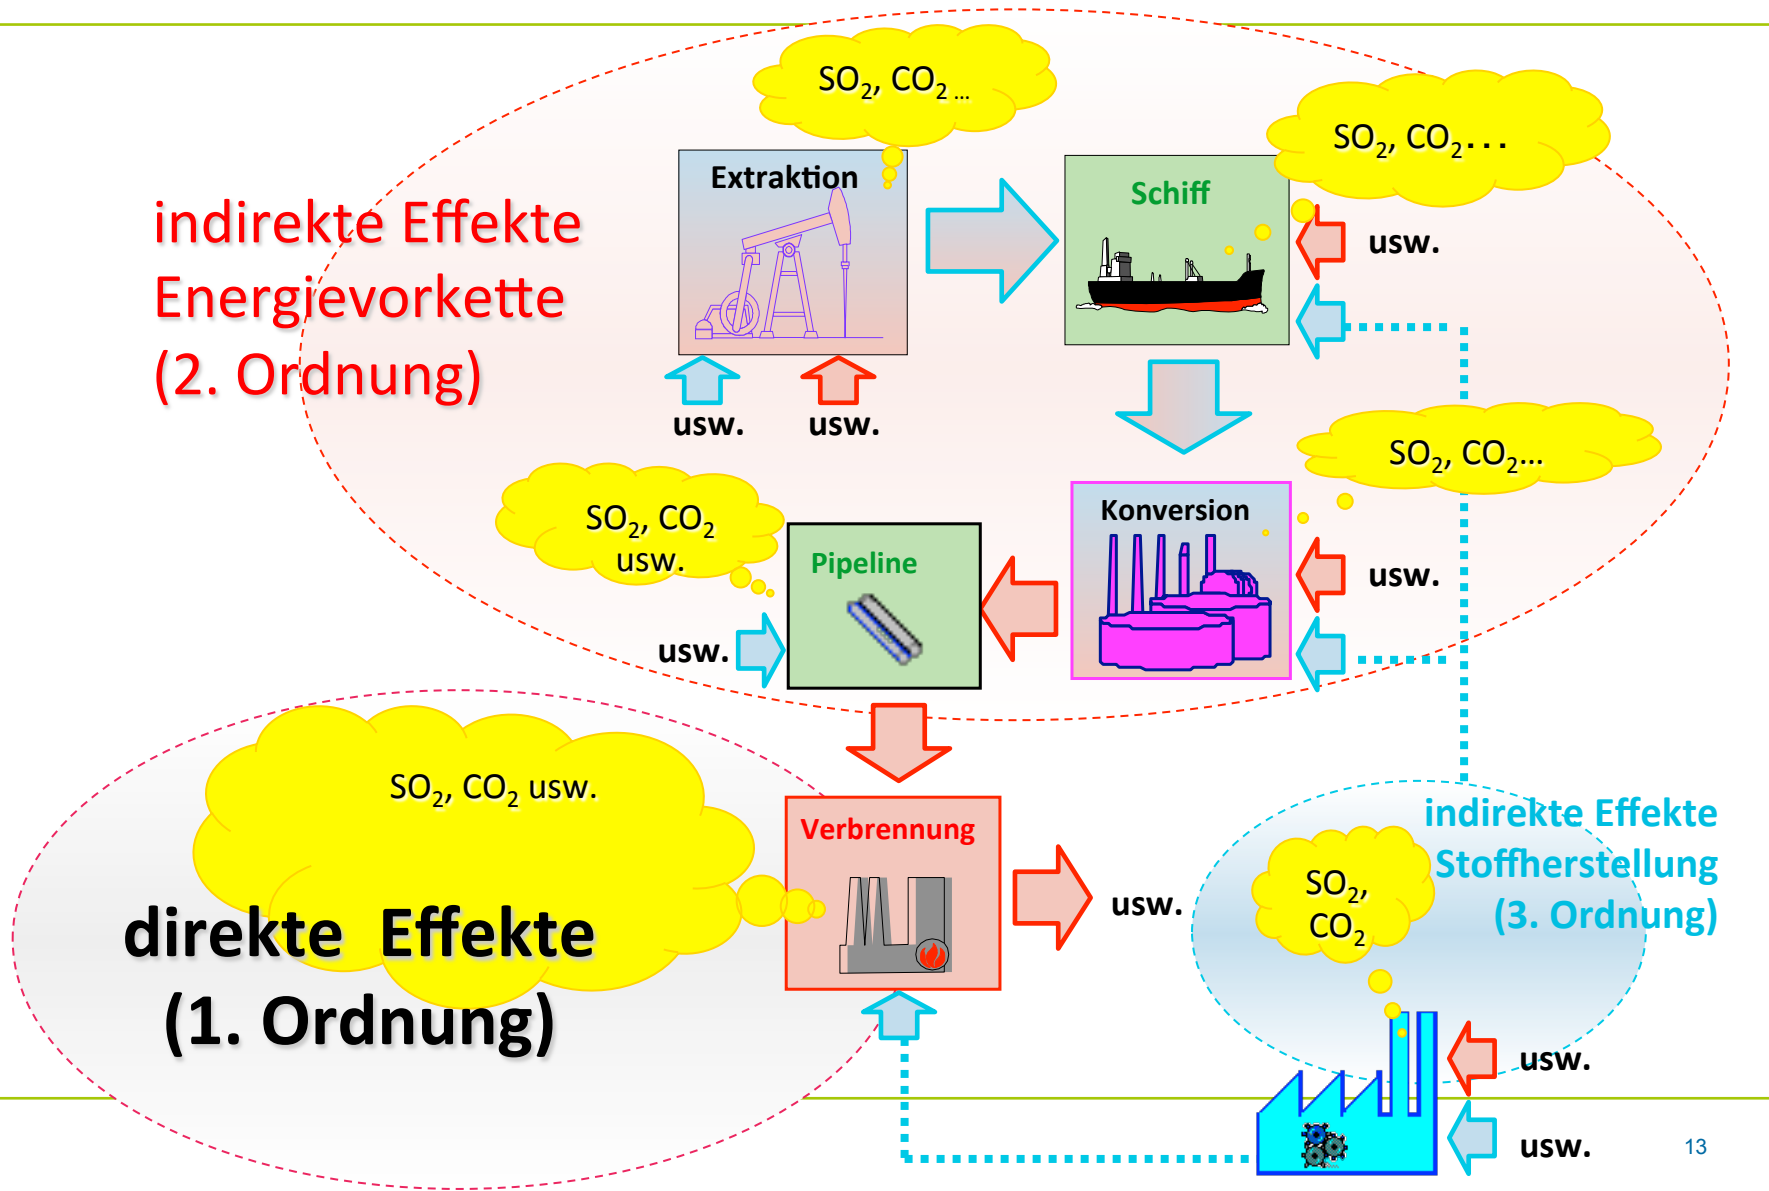 SO₂, CO₂ ...
SO₂, CO₂...
Extraktion
Schiff
indirekte Effekte
Energievorkette
(2. Ordnung)
usw.
usw.
usw.
SO₂, CO₂...
SO₂, CO₂
usw.
Konversion
Pipeline
usw.
usw.
SO₂, CO₂ usw.
Verbrennung
indirekte Effekte
Stoffherstellung
(3. Ordnung)
SO₂,
CO₂
usw.
direkte Effekte
(1. Ordnung)
usw.
usw.
13